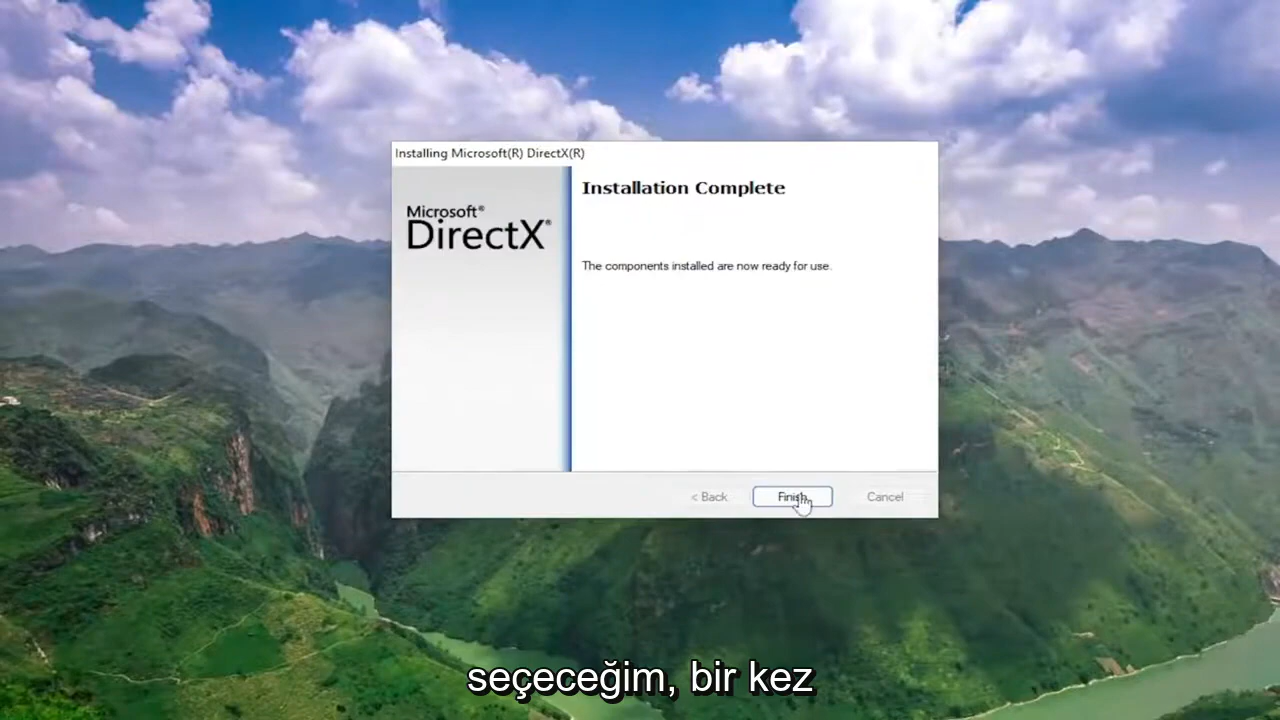 Installing Microsoft(R) DirectX(R)
Microsoft®
DirectX®
Installation Complete
The components installed are now ready for use.
< Back
Finish
Cancel
seçeceğim, bir kez